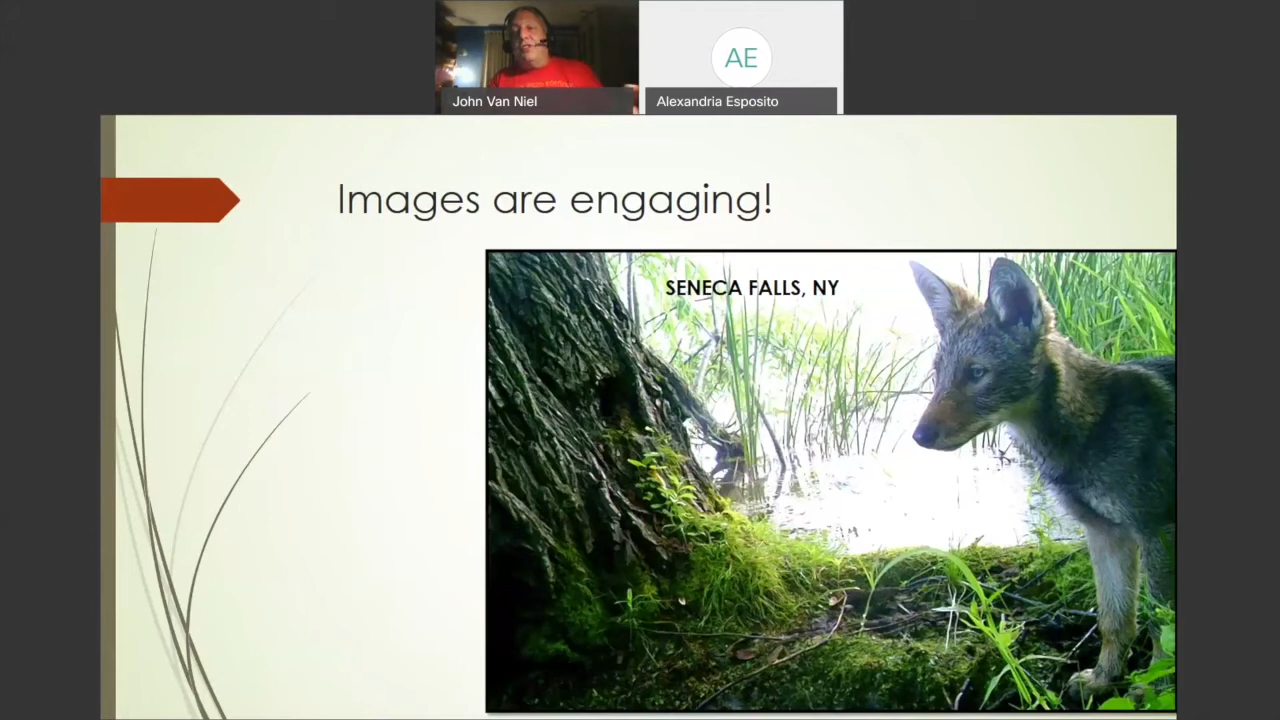 John Van Niel
AE
Alexandria Esposito
Images are engaging!
SENECA FALLS, NY